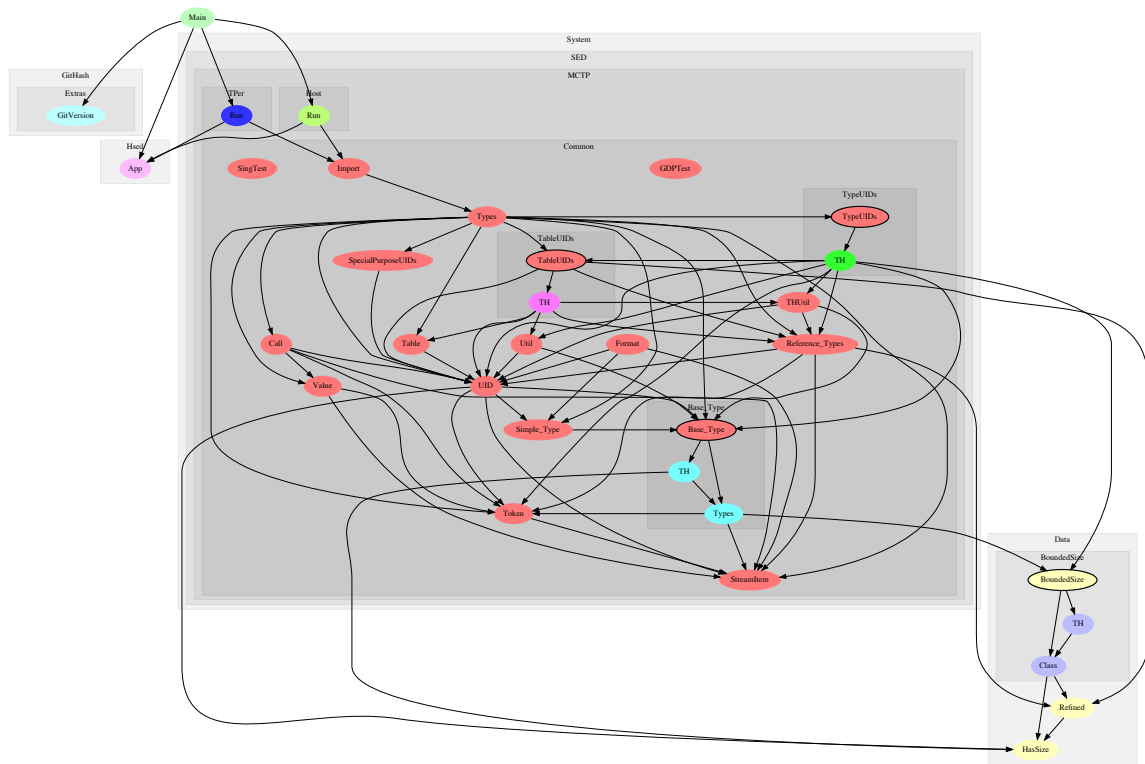 Main
System
SED
GitHash
MCTP
Extras
TPer
Host
GitVersion
Run
Run
Hsed
Common
App
SingTest
Import
GDPTest
TypeUIDs
Types
TypeUIDs
TableUIDs
SpecialPurposeUIDs
TableUIDs
TH
TH
THUtil
Call
Table
Util
Format
Reference_Types
Value
UID
Base_Type
Simple_Type
Base_Type
TH
Token
Types
Data
BoundedSize
StreamItem
BoundedSize
TH
Class
Refined
HasSize